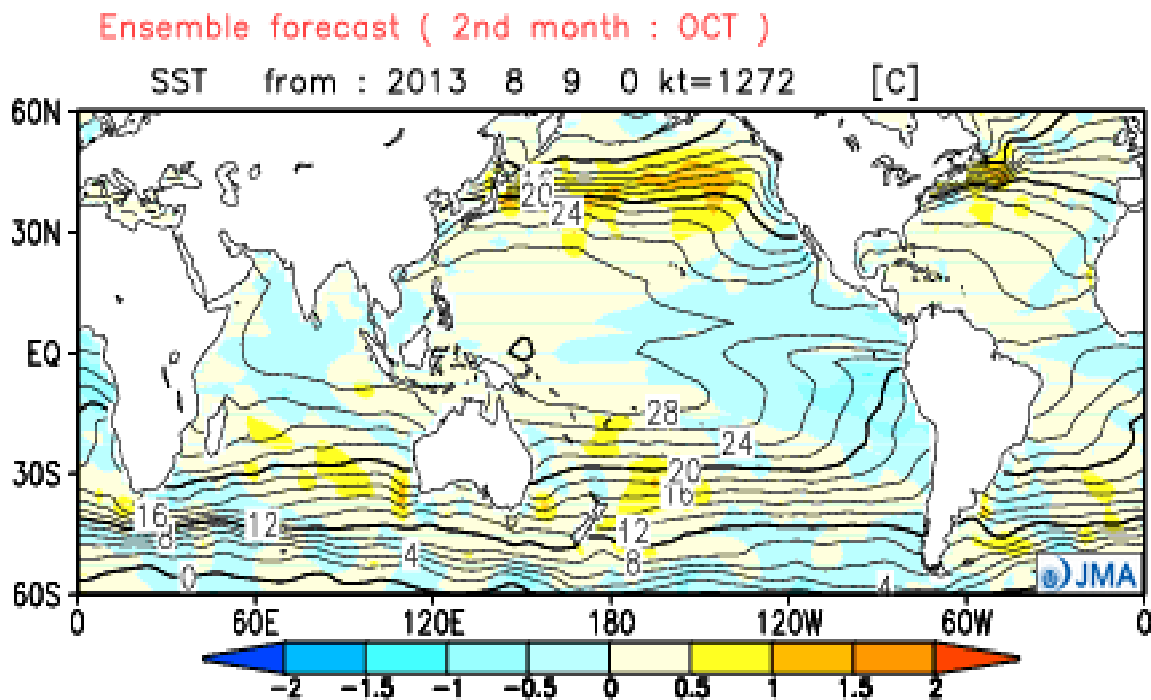 Ensemble forecast ( 2nd month : OCT )
SST from : 2013 8 9 0 kt=1272 [C]
60N
30N
EQ
30S
60S
20
24
28
24
20
16
12
8
4
16
8
12
4
0
JMA
0 60E 120E 180 120W 60W 0
-2 -1.5 -1 -0.5 0 0.5 1 1.5 2